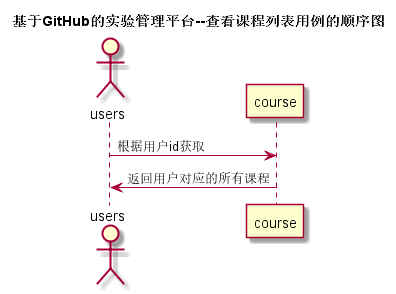 基于GitHub的实验管理平台--查看课程列表用例的顺序图
users
course
根据用户id获取
返回用户对应的所有课程
users
course